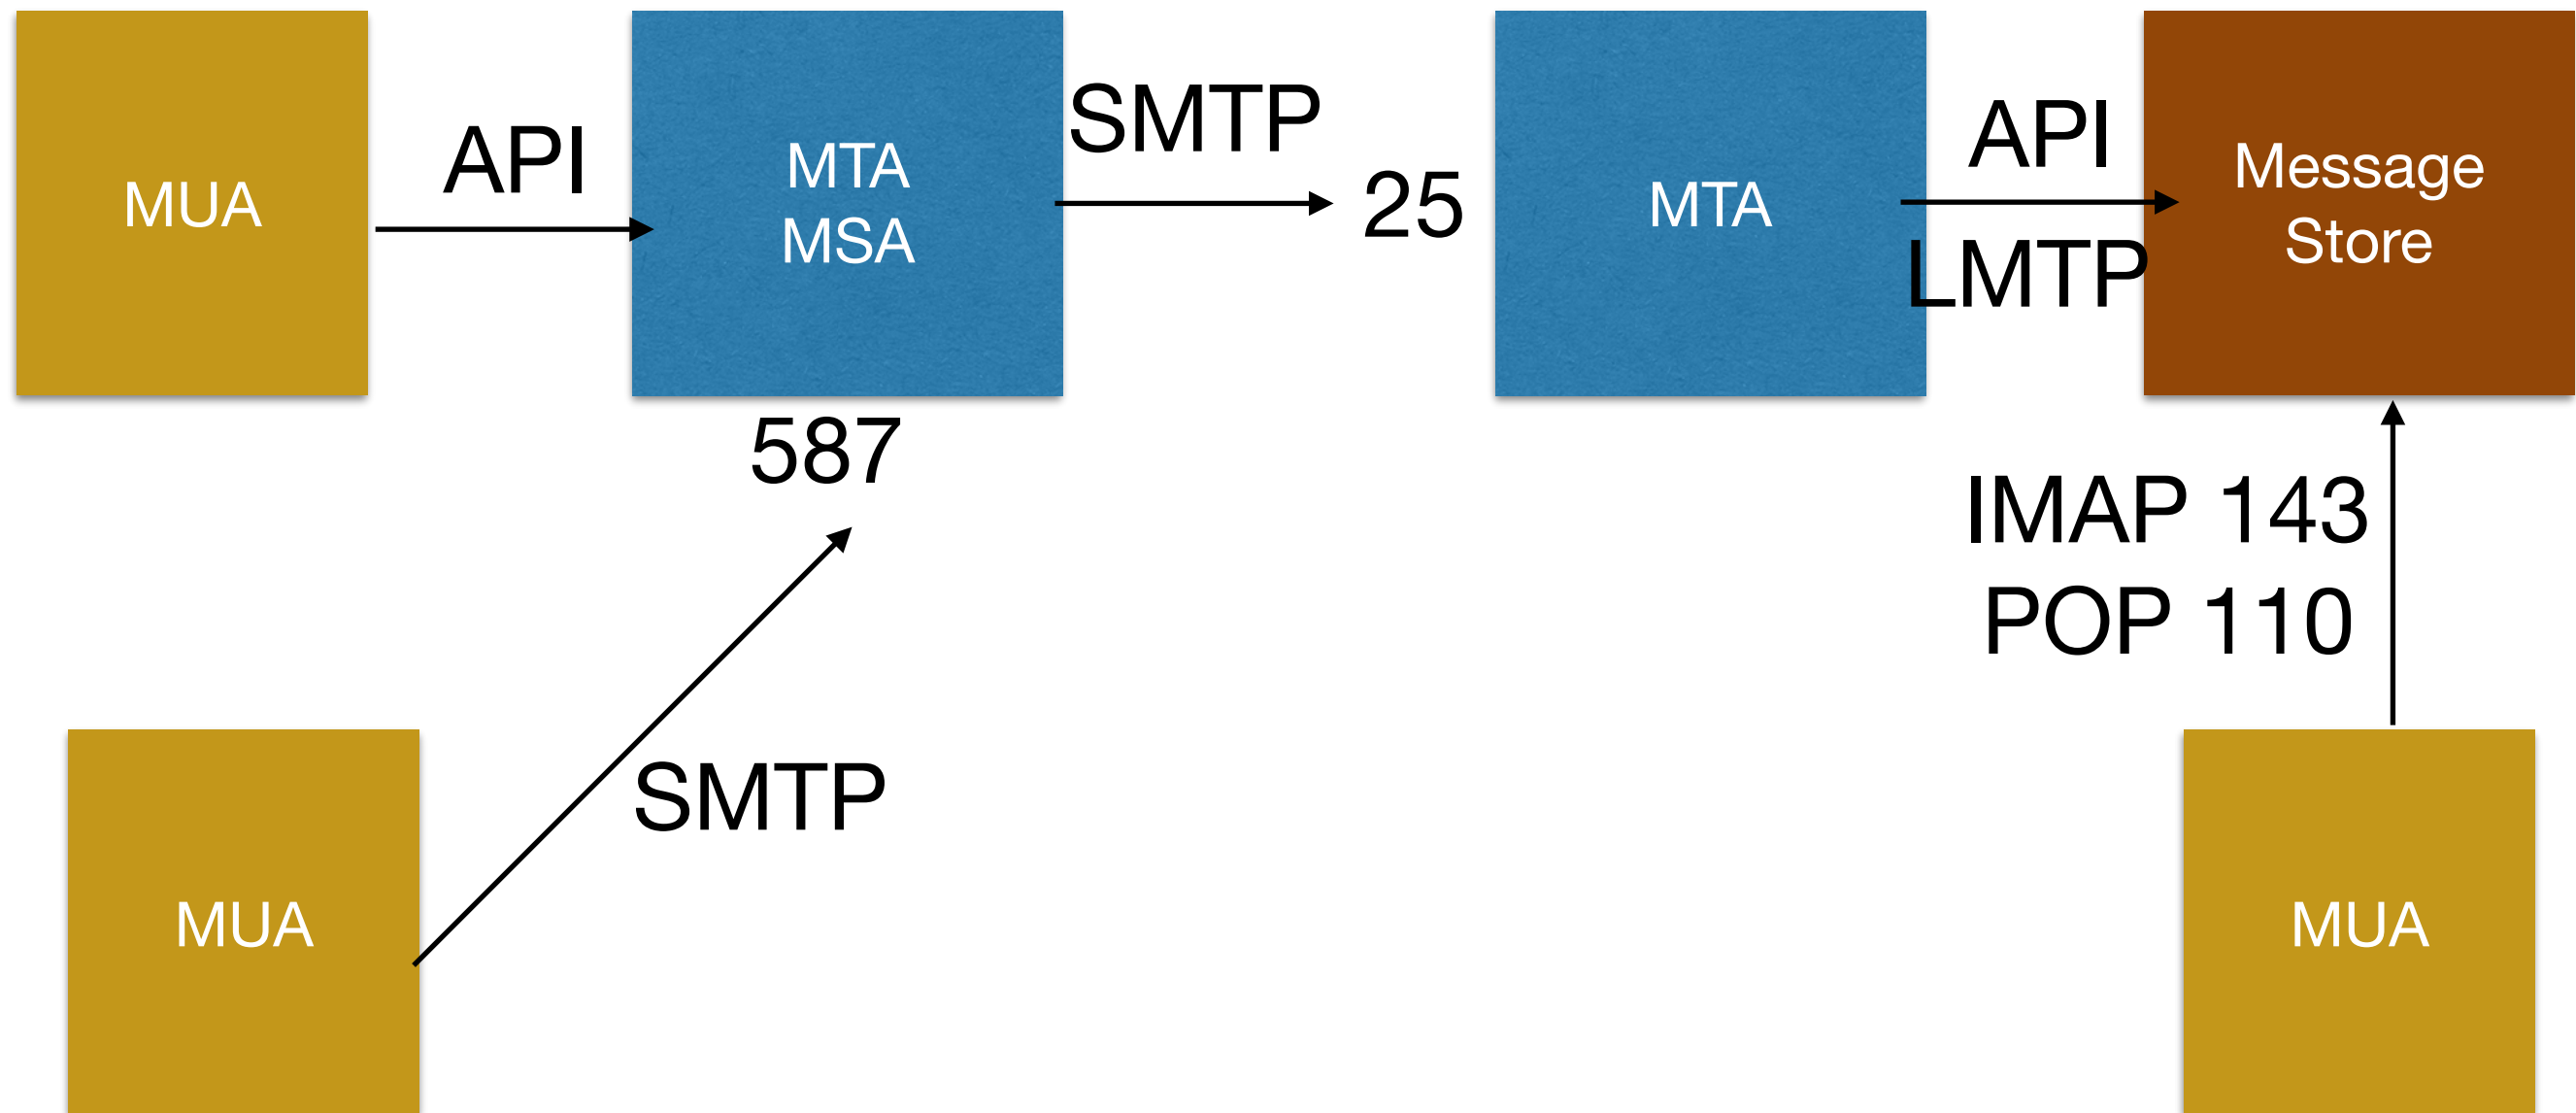 MUA
API
MTA
MSA
SMTP
25
MTA
API
LMTP
Message
Store
587
IMAP 143
POP 110
SMTP
MUA
MUA